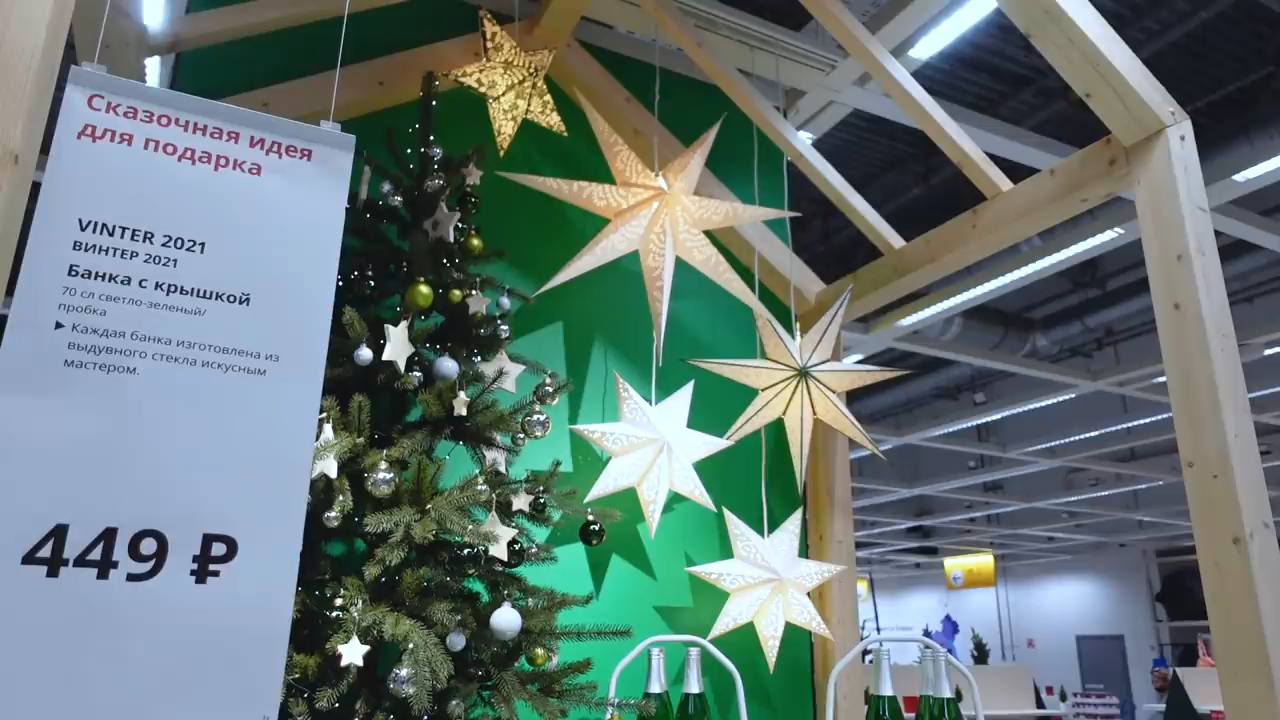 Сказочная идея
для подарка
VINTER 2021
ВИНТЕР 2021
Банка с крышкой
70 сл светло-зеленый/
пробка
▶ Каждая банка изготовлена из
выдувного стекла искусным
мастером.
449 ₽